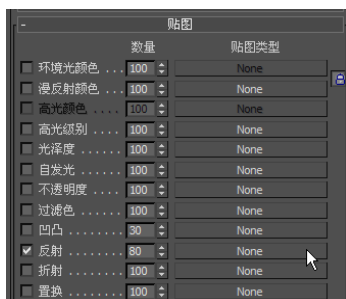 - 贴图
数量 贴图类型
环境光颜色 . . . 100 None
漫反射颜色 . . . 100 None
高光颜色 . . . . 100 None
高光级别 . . . . 100 None
光泽度 . . . . . . 100 None
自发光 . . . . . . 100 None
不透明度 . . . . 100 None
过滤色 . . . . . . 100 None
凹凸 . . . . . . . . 30 None
反射 . . . . . . . . 80 None
折射 . . . . . . . . 100 None
置换 . . . . . . . . 100 None